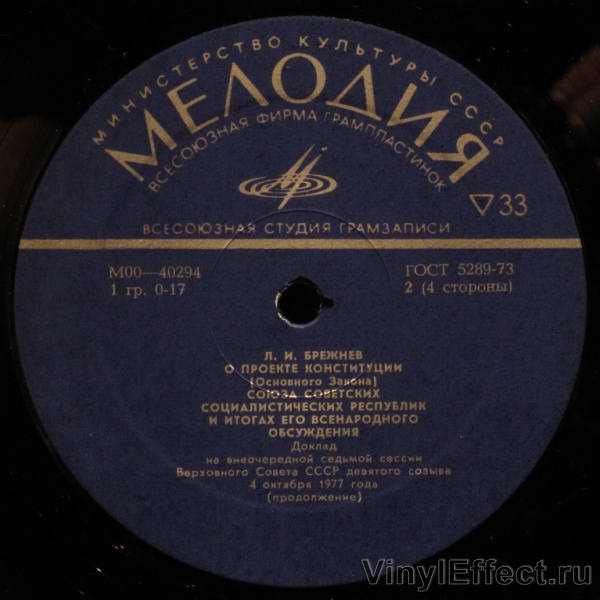 МИНИСТЕРСТВО КУЛЬТУРЫ СССР
МЕЛОДИЯ
ВСЕСОЮЗНАЯ ФИРМА ГРАМПЛАСТИНОК
33
ВСЕСОЮЗНАЯ СТУДИЯ ГРАМЗАПИСИ
М00—40294 ГОСТ 5289-73
1 гр. 0-17 2 (4 стороны)
Л. И. БРЕЖНЕВ
О ПРОЕКТЕ КОНСТИТУЦИИ
(Основного Закона)
СОЮЗА СОВЕТСКИХ
СОЦИАЛИСТИЧЕСКИХ РЕСПУБЛИК
И ИТОГАХ ЕГО ВСЕНАРОДНОГО
ОБСУЖДЕНИЯ
Доклад
на внеочередной седьмой сессии
Верховного Совета СССР девятого созыва
4 октября 1977 года
(продолжение)
VinylEffect.ru